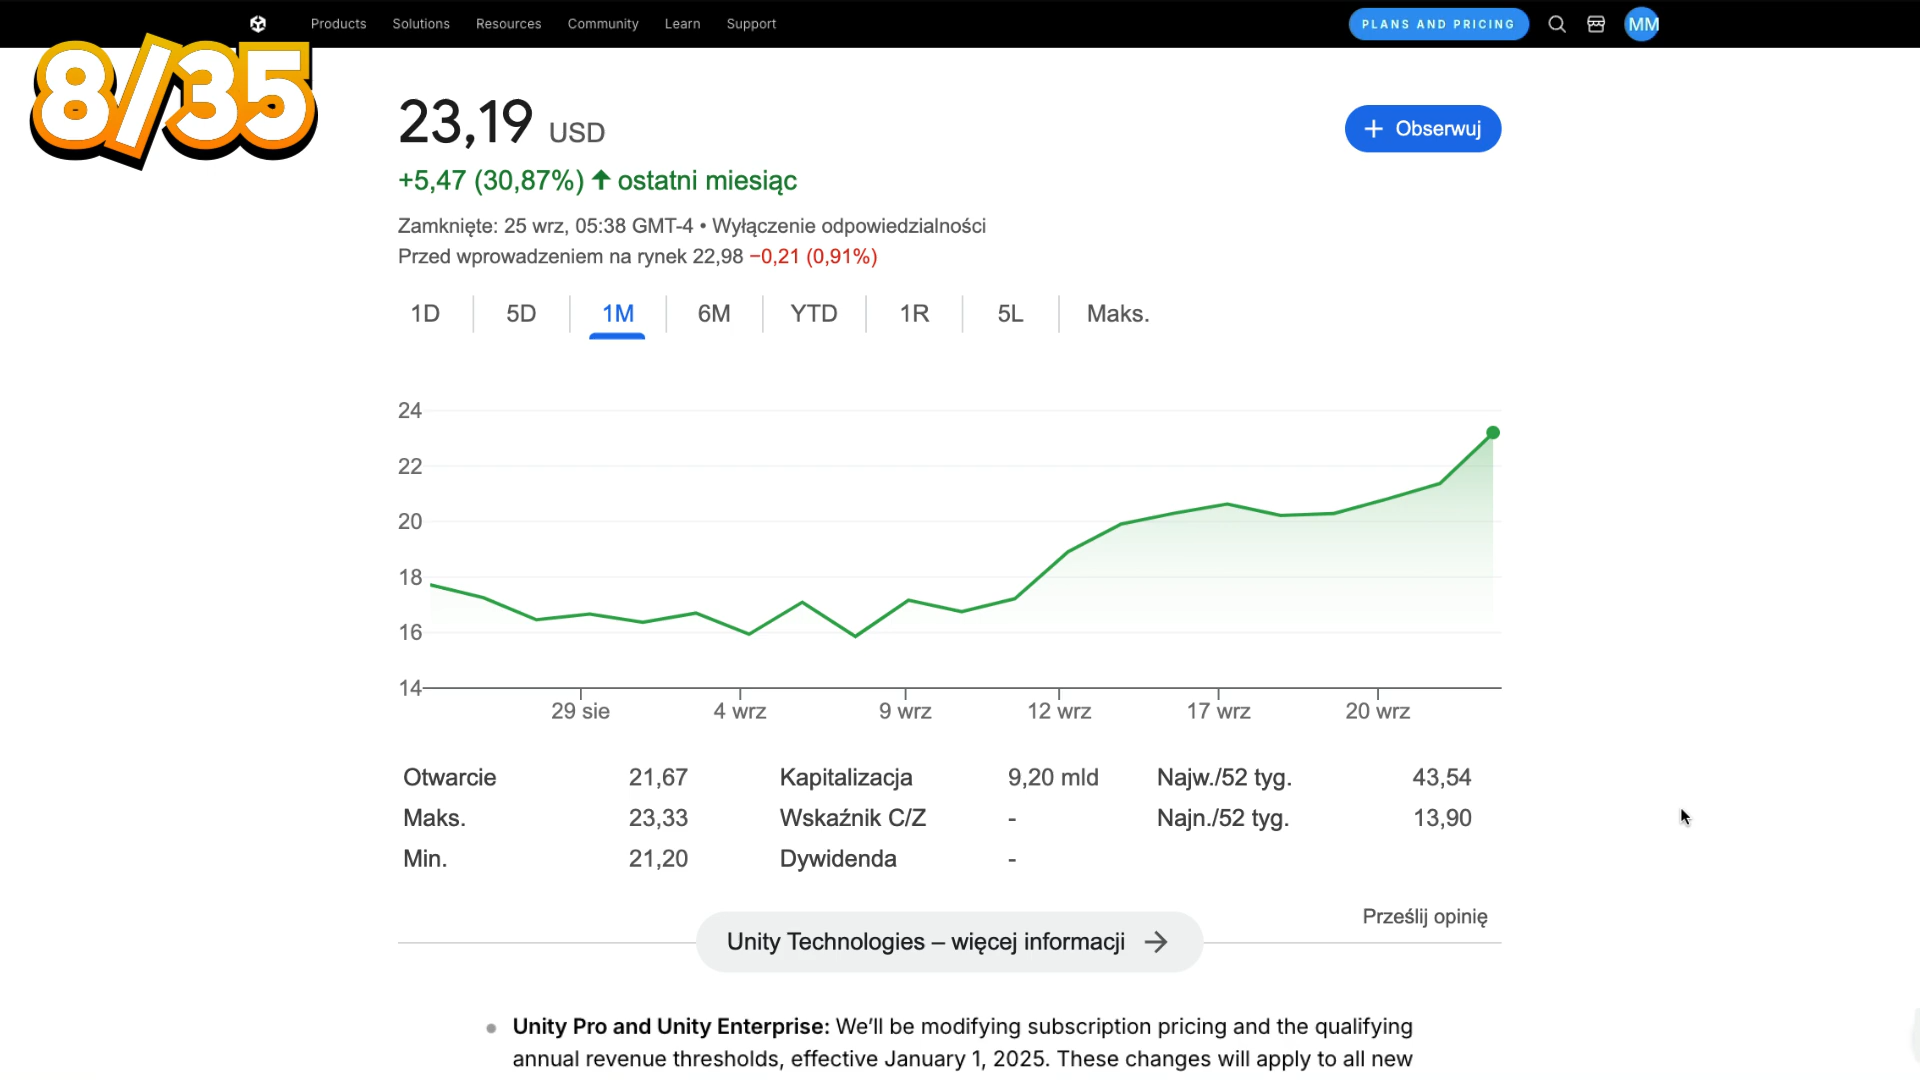 Products Solutions Resources Community Learn Support PLANS AND PRICING MM
8/35
23,19 USD
+ Obserwuj
+5,47 (30,87%) ↑ ostatni miesiąc
Zamknięte: 25 wrz, 05:38 GMT-4 • Wyłączenie odpowiedzialności
Przed wprowadzeniem na rynek 22,98 −0,21 (0,91%)
1D 5D 1M 6M YTD 1R 5L Maks.
24
22
20
18
16
14
29 sie 4 wrz 9 wrz 12 wrz 17 wrz 20 wrz
Otwarcie 21,67 Kapitalizacja 9,20 mld Najw./52 tyg. 43,54
Maks. 23,33 Wskaźnik C/Z - Najn./52 tyg. 13,90
Min. 21,20 Dywidenda -
Prześlij opinię
Unity Technologies – więcej informacji →
• Unity Pro and Unity Enterprise: We’ll be modifying subscription pricing and the qualifying
annual revenue thresholds, effective January 1, 2025. These changes will apply to all new